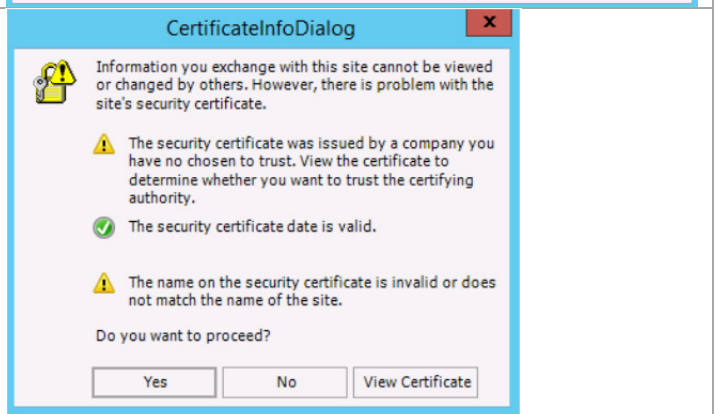 CertificateInfoDialog
x
Information you exchange with this site cannot be viewed
or changed by others. However, there is problem with the
site's security certificate.
The security certificate was issued by a company you
have no chosen to trust. View the certificate to
determine whether you want to trust the certifying
authority.
The security certificate date is valid.
The name on the security certificate is invalid or does
not match the name of the site.
Do you want to proceed?
Yes
No
View Certificate